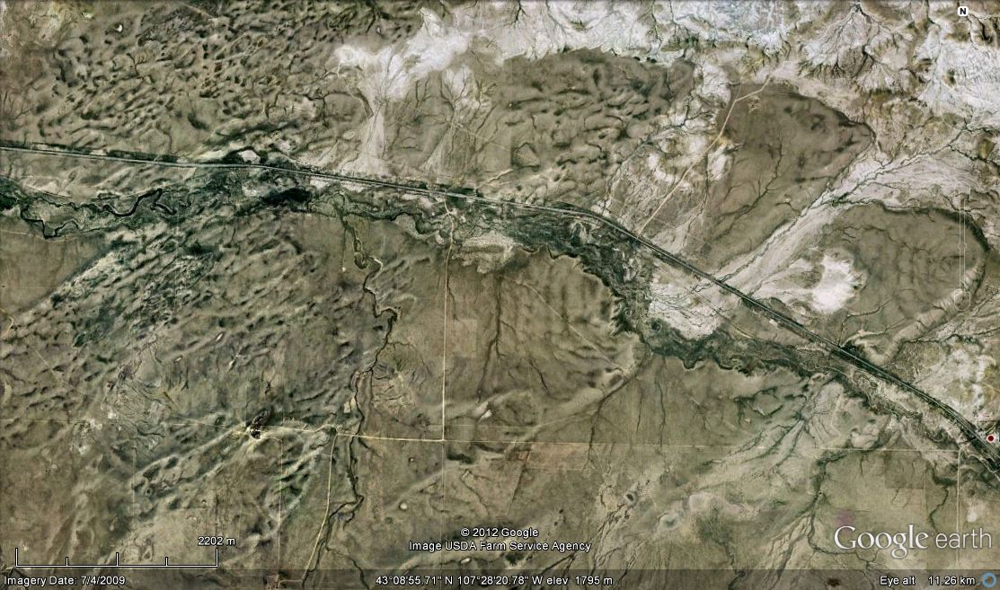 N
© 2012 Google
Image USDA Farm Service Agency
Google earth
2202 m
Imagery Date: 7/4/2009
43°08'55.71" N 107°28'20.78" W elev 1795 m
Eye alt 11.26 km